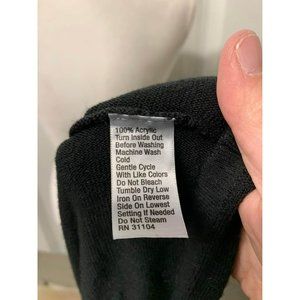 100% Acrylic
Turn Inside Out
Before Washing
Machine Wash
Cold
Gentle Cycle
With Like Colors
Do Not Bleach
Tumble Dry Low
Iron On Reverse
Side On Lowest
Setting If Needed
Do Not Steam
RN 31104